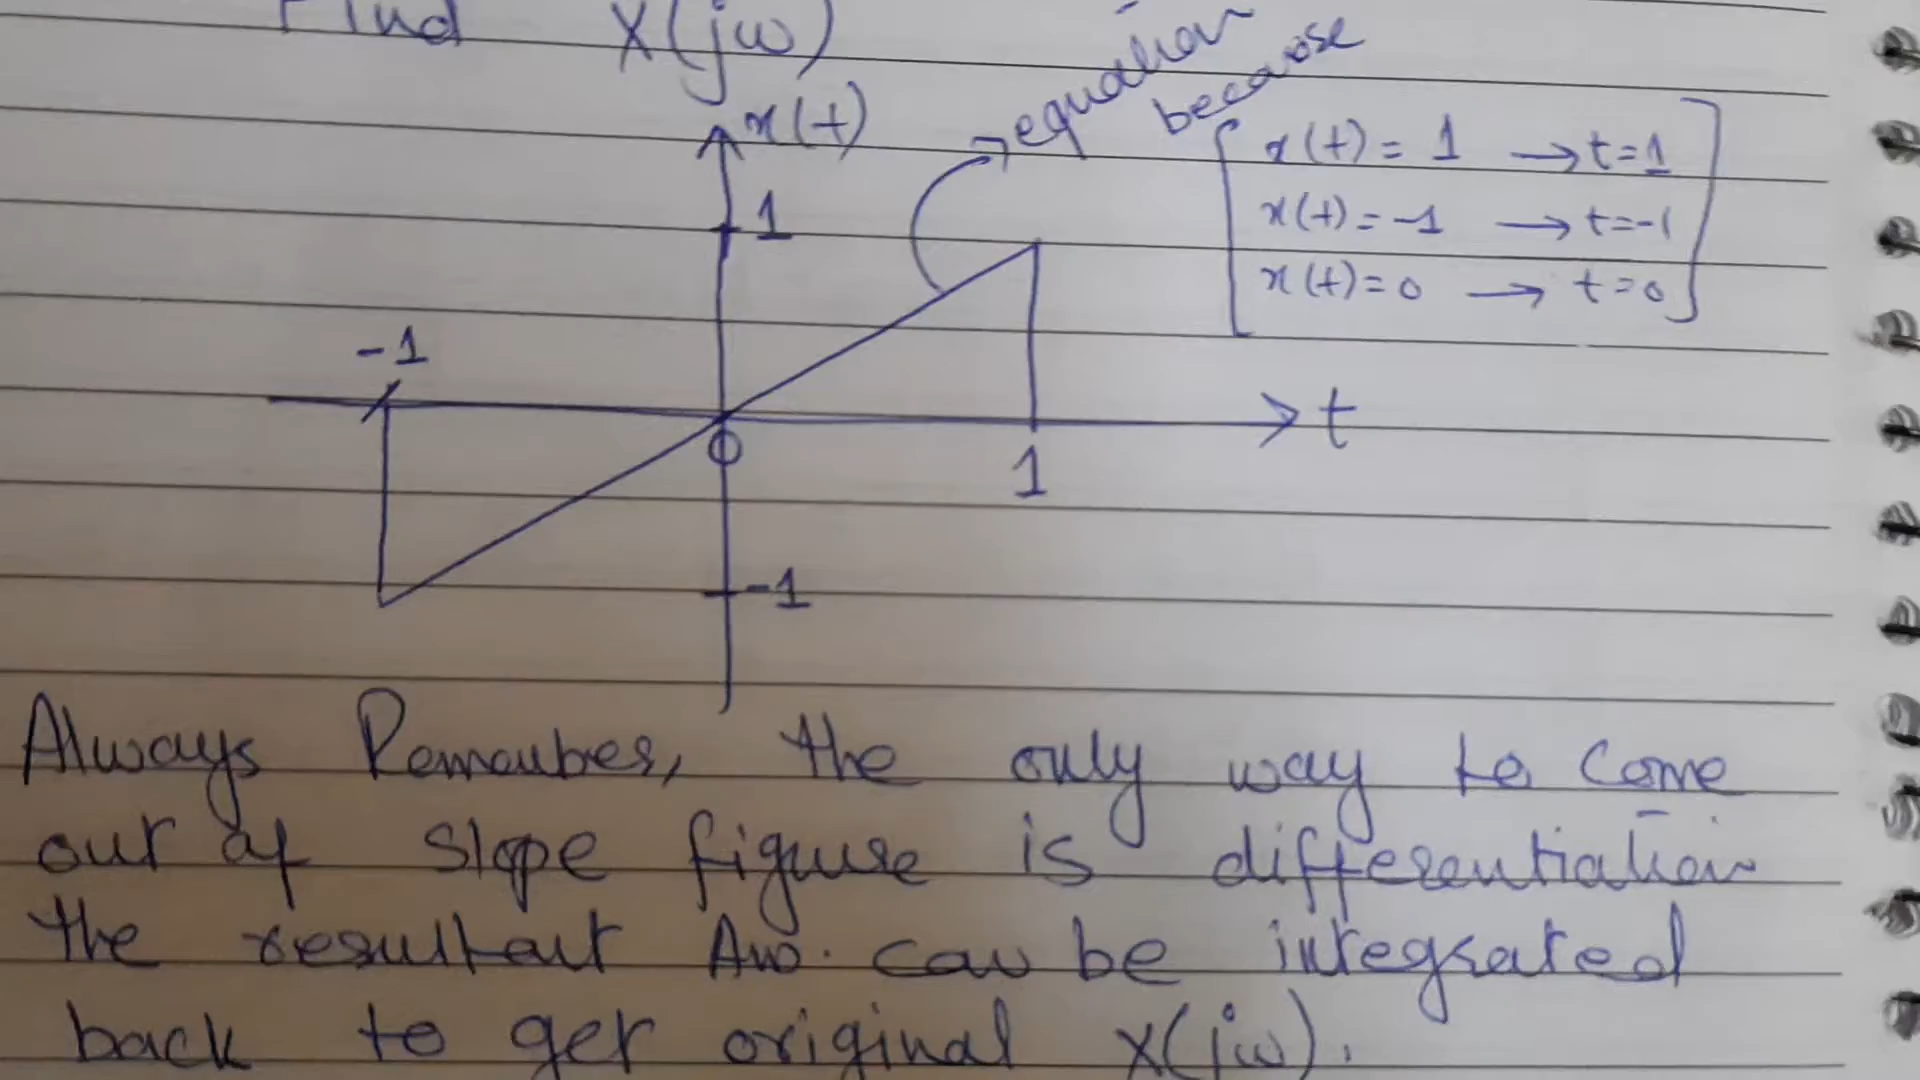 Find X(jω)
x(t)
equation
because
x(t) = 1 → t=1
x(t) = -1 → t=-1
x(t) = 0 → t=0
1
-1
t
0
1
-1
Always Remember, the only way to come
out of slope figure is differentiation
the resultant Ans. can be integrated
back to get original X(jω).